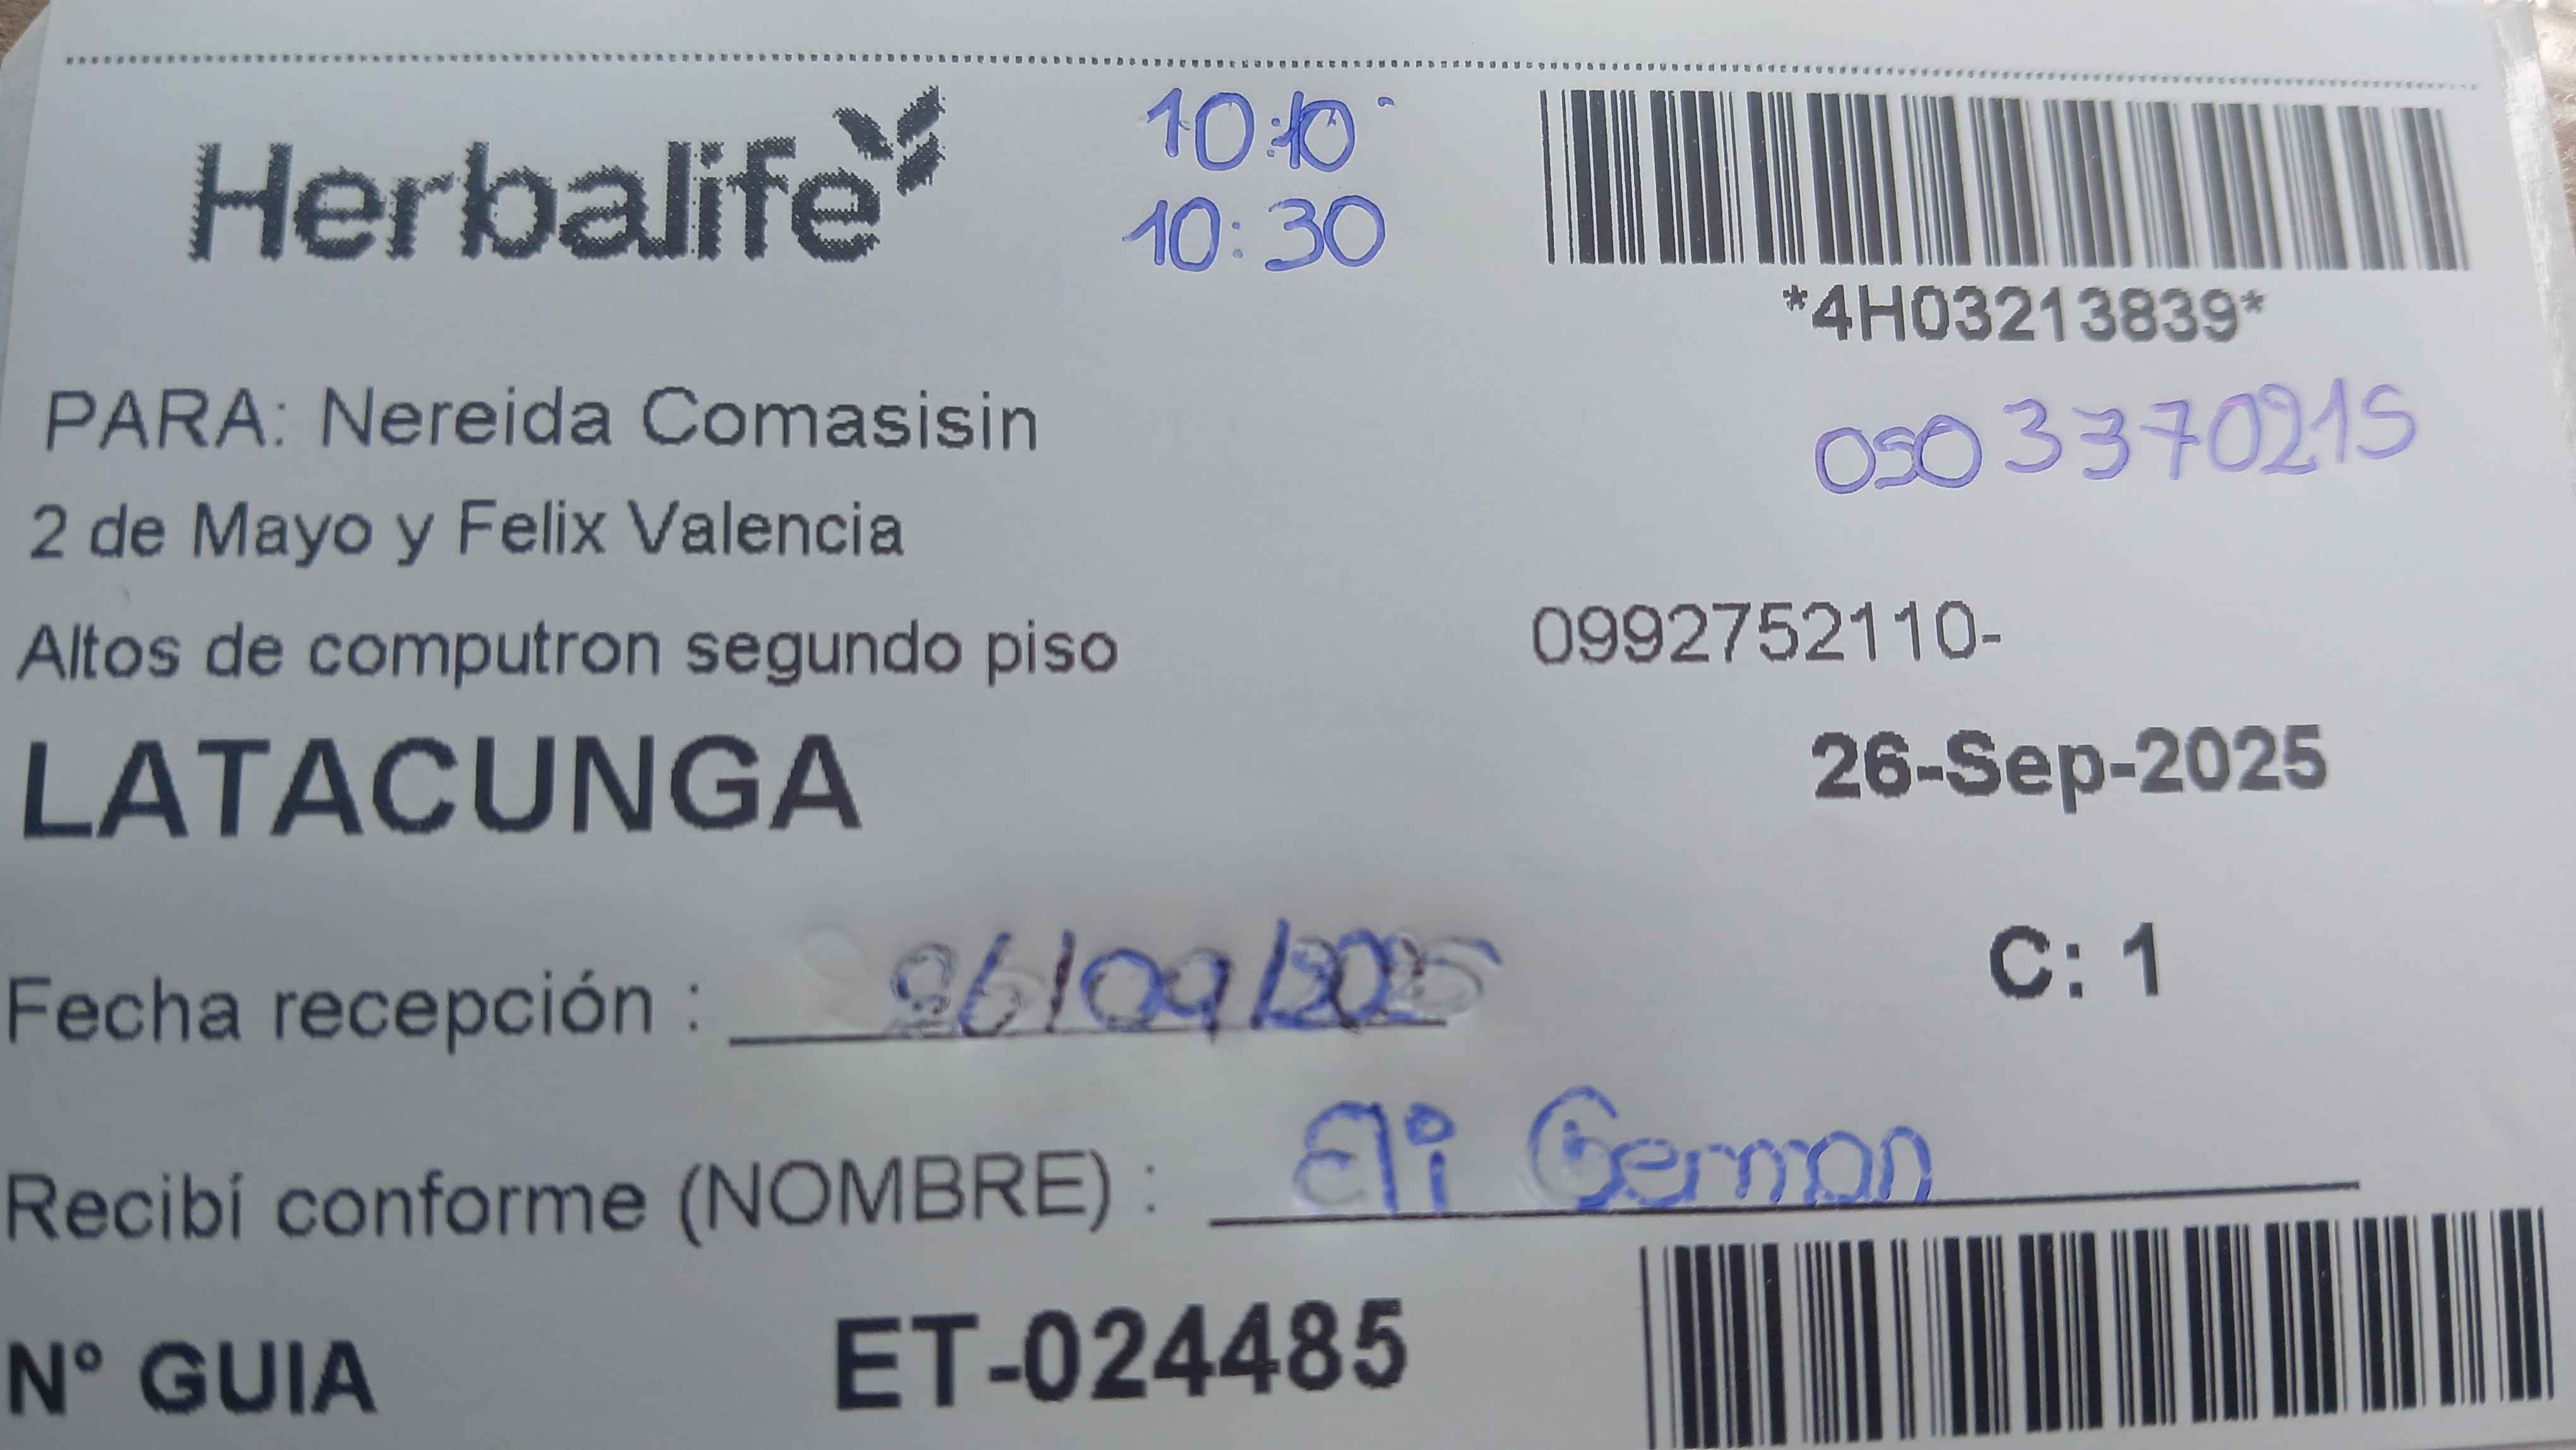 Herbalife
10:10
10:30
*4H03213839*
PARA: Nereida Comasisin
0503370215
2 de Mayo y Felix Valencia
Altos de computron segundo piso
0992752110-
LATACUNGA
26-Sep-2025
Fecha recepción : 26/09/2025
C: 1
Recibí conforme (NOMBRE) : Eli German
N° GUIA ET-024485